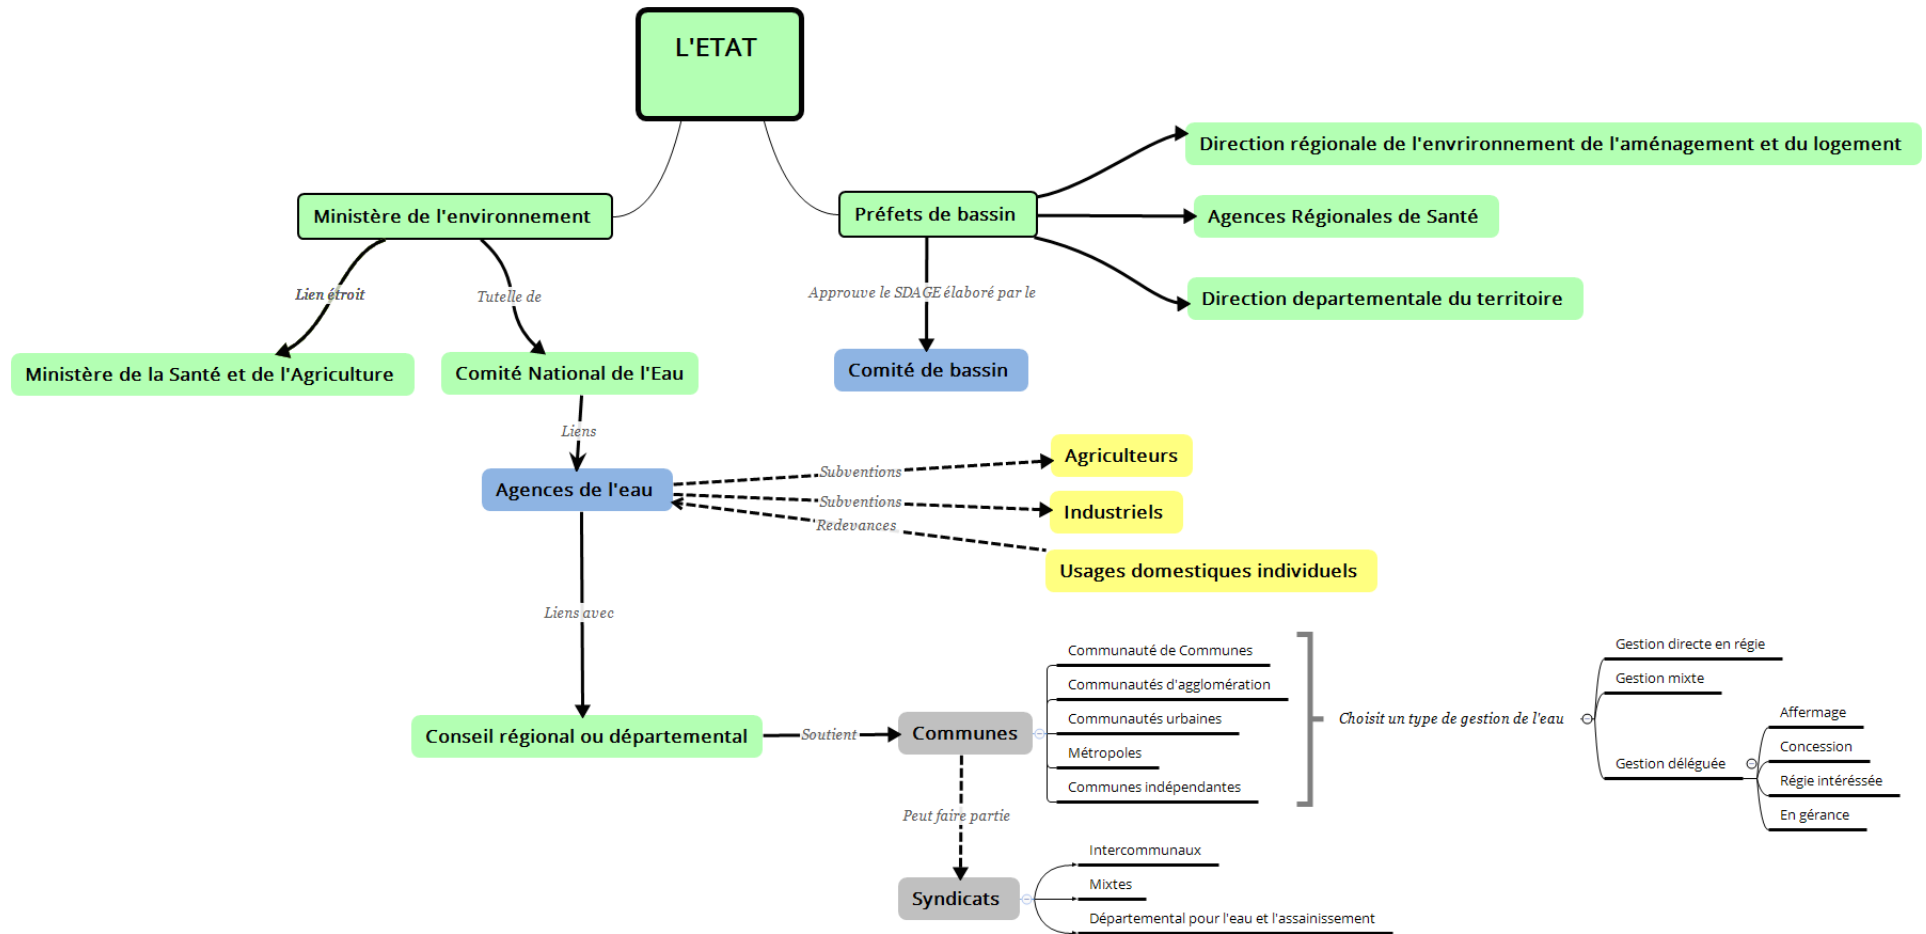 L'ETAT
Direction régionale de l'envrironnement de l'aménagement et du logement
Ministère de l'environnement
Préfets de bassin
Agences Régionales de Santé
Lien étroit
Tutelle de
Approuve le SDAGE élaboré par le
Direction departementale du territoire
Ministère de la Santé et de l'Agriculture
Comité National de l'Eau
Comité de bassin
Liens
Agences de l'eau
Subventions
Agriculteurs
Subventions
Industriels
Redevances
Usages domestiques individuels
Liens avec
Conseil régional ou départemental
Soutient
Communes
Communauté de Communes
Communautés d'agglomération
Communautés urbaines
Métropoles
Communes indépendantes
Choisit un type de gestion de l'eau
Gestion directe en régie
Gestion mixte
Gestion déléguée
Affermage
Concession
Régie intéréssée
En gérance
Peut faire partie
Syndicats
Intercommunaux
Mixtes
Départemental pour l'eau et l'assainissement